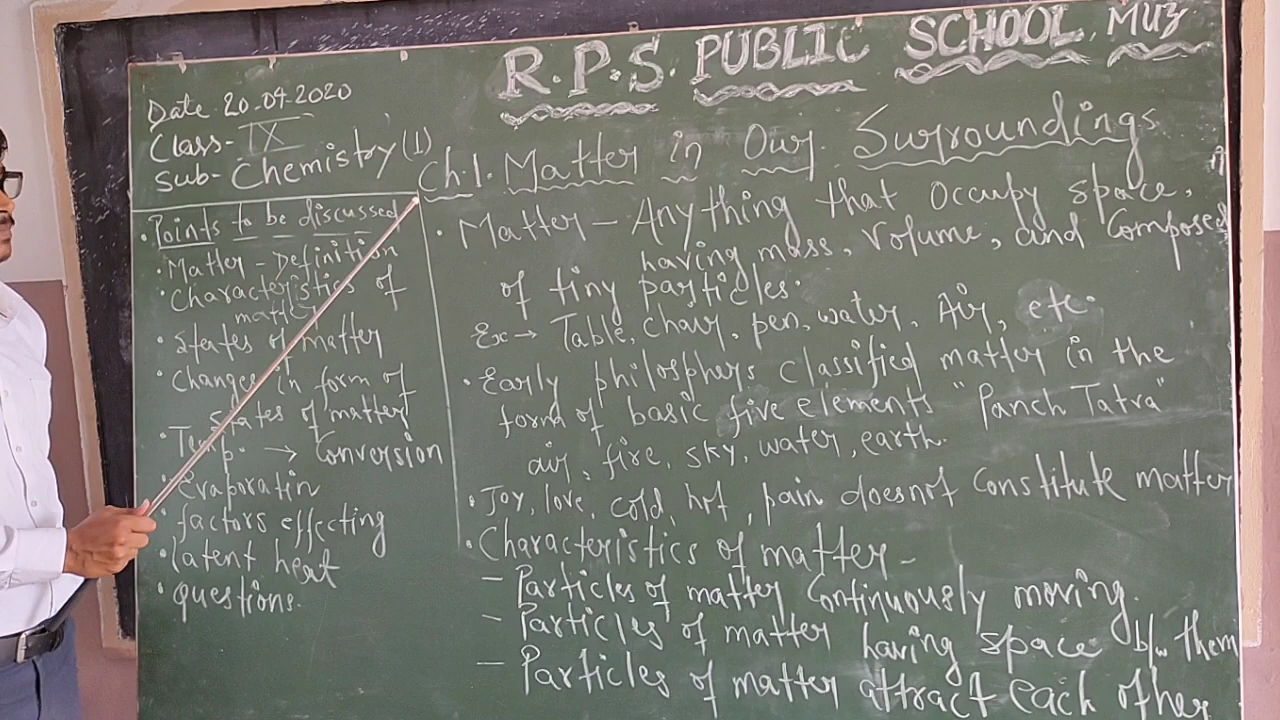 R.P.S. PUBLIC SCHOOL, MUZ
Date. 20-04-2020
Class- IX
Sub- Chemistry(1)
Points to be discussed
• Matter - Definition
• Characteristics of
matter
• States of matter
• Changes in form of
states of matter
• Temp. → Conversion
• Evaporatin
• factors effecting
• latent heat
• questions.
Ch.1. Matter in Our Surroundings
• Matter - Anything that occupy space,
having mass, Volume, and Composed
of tiny particles.
Ex → Table, chair, pen, water, Air, etc.
• Early philosphers classified matter in the
form of basic five elements "Panch Tatva"
air, fire, sky, water, earth.
• Joy, love, cold, hot, pain doesnot Constitute matter
• Characteristics of matter -
- Particles of matter Continuously moving.
- Particles of matter having space b/w them
- Particles of matter attract each other